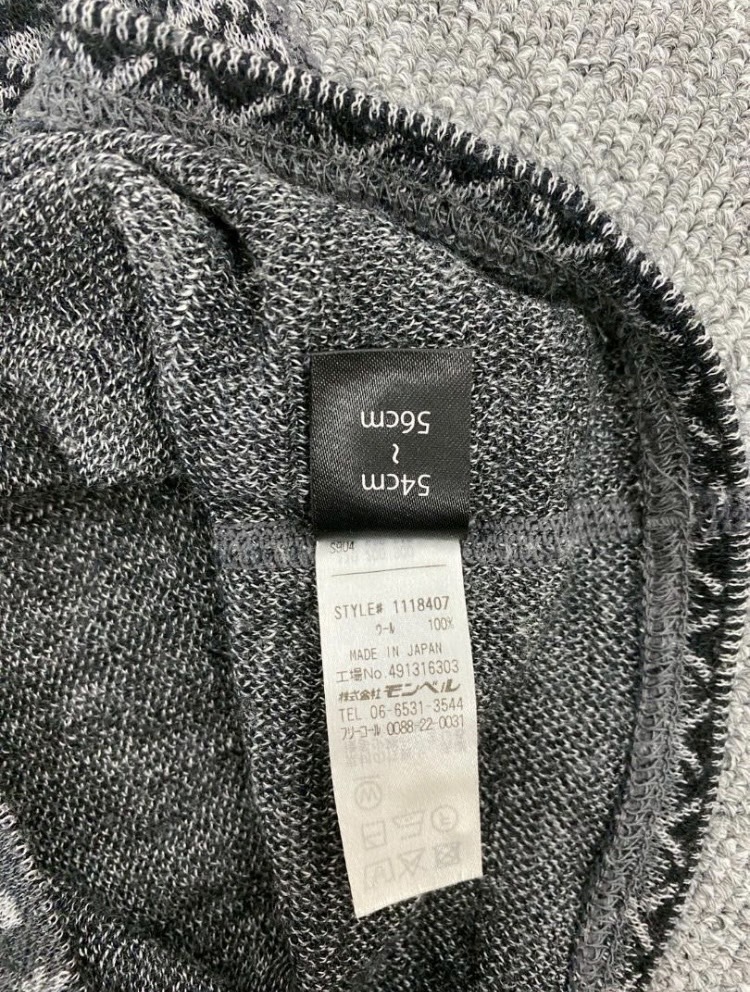 54cm
~
56cm
S9U4
STYLE# 1118407
ウール 100%
MADE IN JAPAN
工場No.491316303
株式会社 モンベル
TEL 06-6531-3544
フリーコール 0088-22-0031